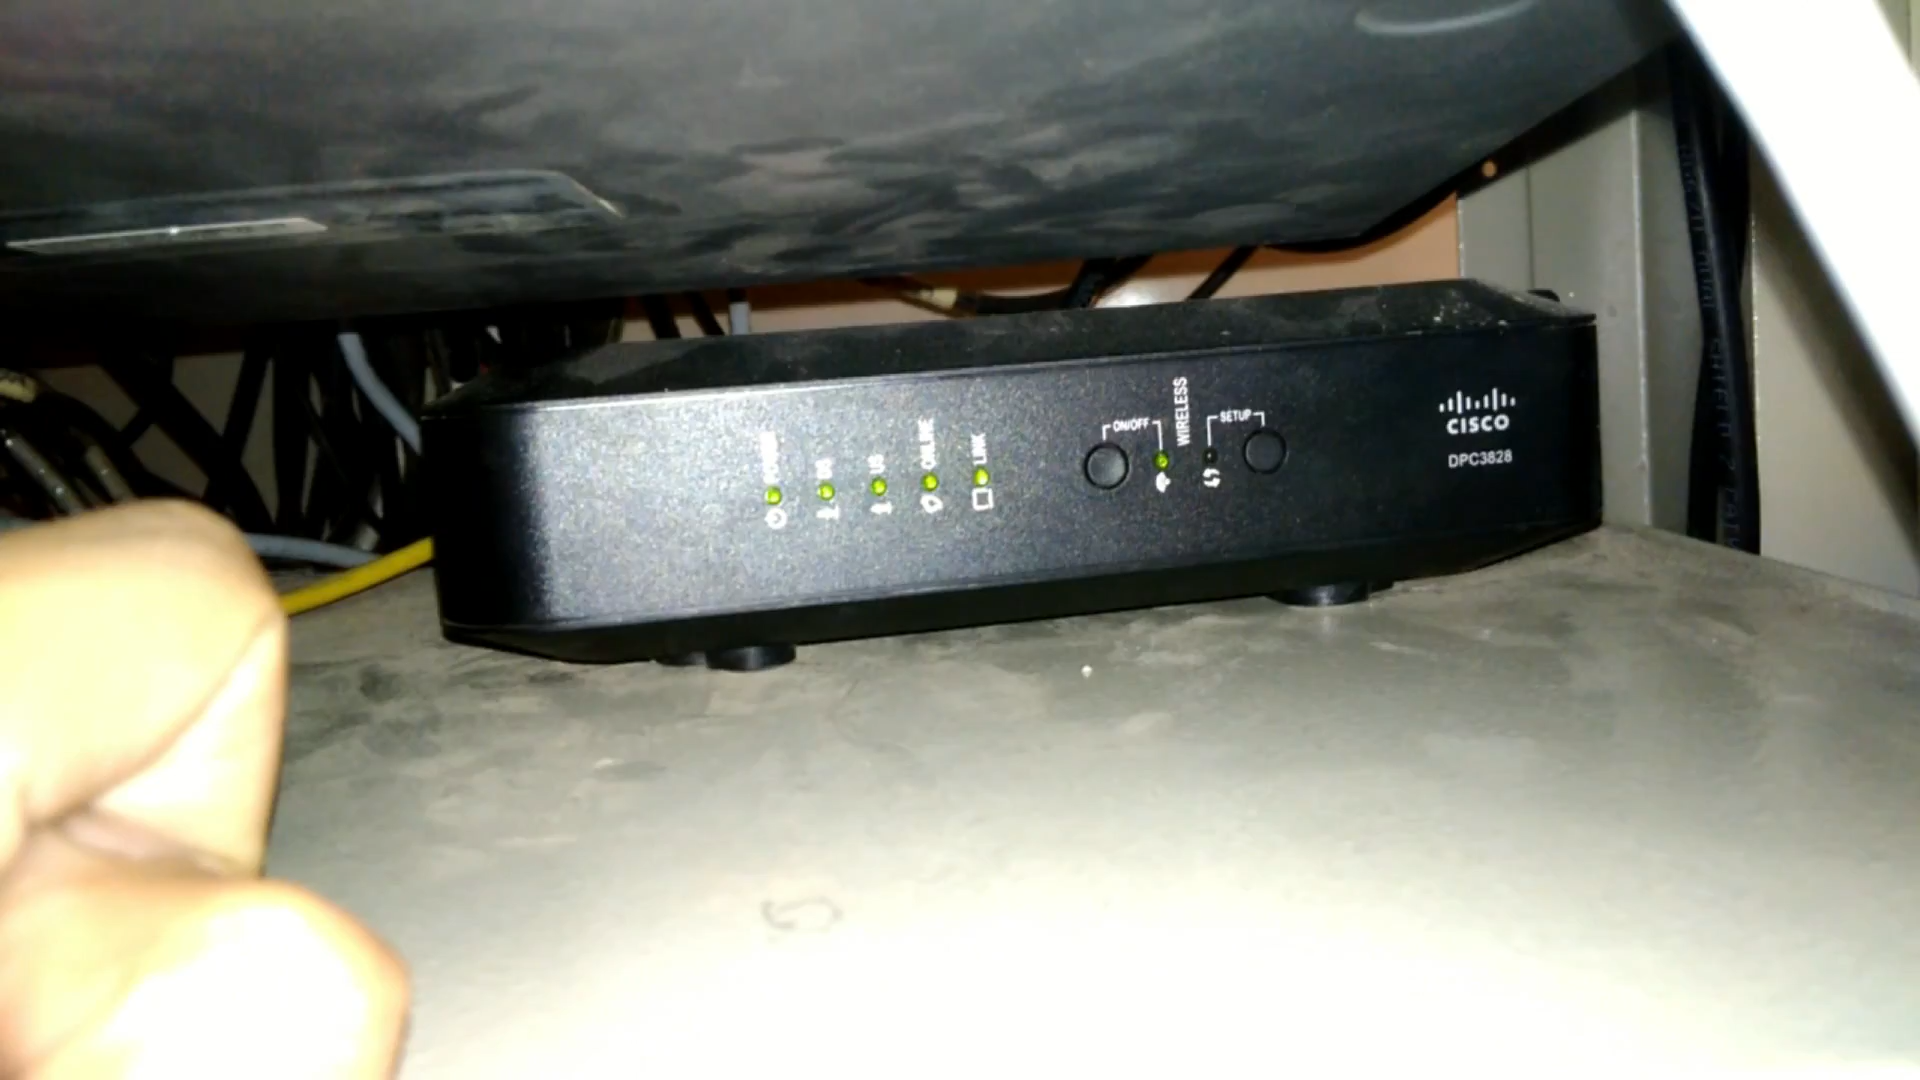 POWER
DS
US
ONLINE
LINK
ON/OFF
WIRELESS
SETUP
CISCO
DPC3828